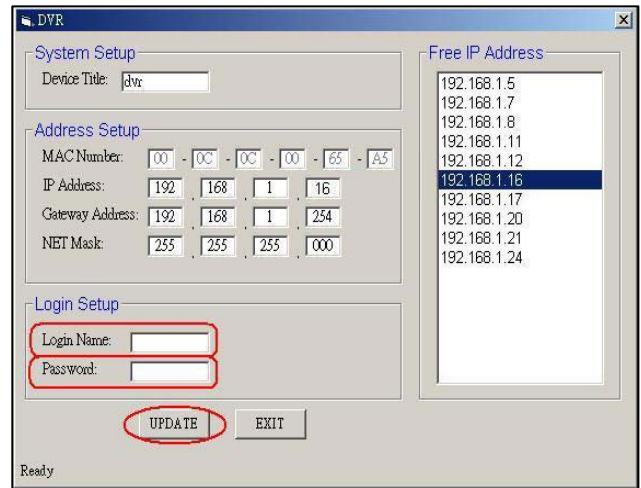 DVR
System Setup
Device Title: dvr
Address Setup
MAC Number: 00 - 0C - 0C - 00 - 65 - A5
IP Address: 192 . 168 . 1 . 16
Gateway Address: 192 . 168 . 1 . 254
NET Mask: 255 . 255 . 255 . 000
Login Setup
Login Name:
Password:
UPDATE EXIT
Ready
Free IP Address
192.168.1.5
192.168.1.7
192.168.1.8
192.168.1.11
192.168.1.12
192.168.1.16
192.168.1.17
192.168.1.20
192.168.1.21
192.168.1.24